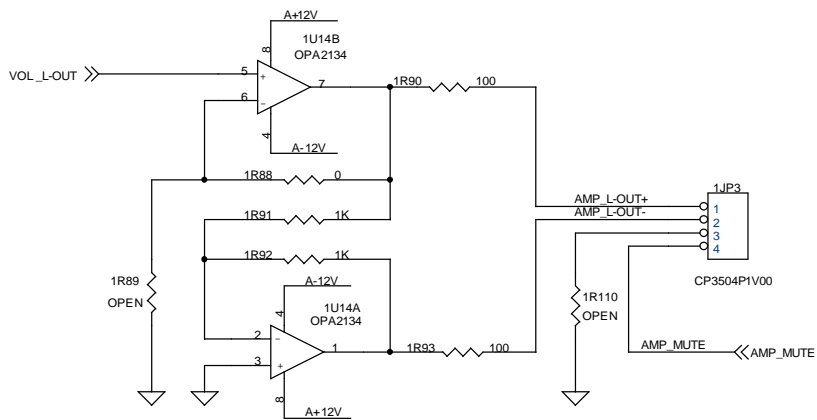 A+12V
1U14B
OPA2134
8
VOL_L-OUT
5
+
7
1R90
100
6
−
4
A-12V
1R88
0
1JP3
AMP_L-OUT+
1
1R91
1K
AMP_L-OUT-
2
3
4
1R92
1K
1R89
OPEN
A-12V
CP3504P1V00
1R110
OPEN
4
1U14A
OPA2134
2
−
1
1R93
100
AMP_MUTE
AMP_MUTE
3
+
8
A+12V